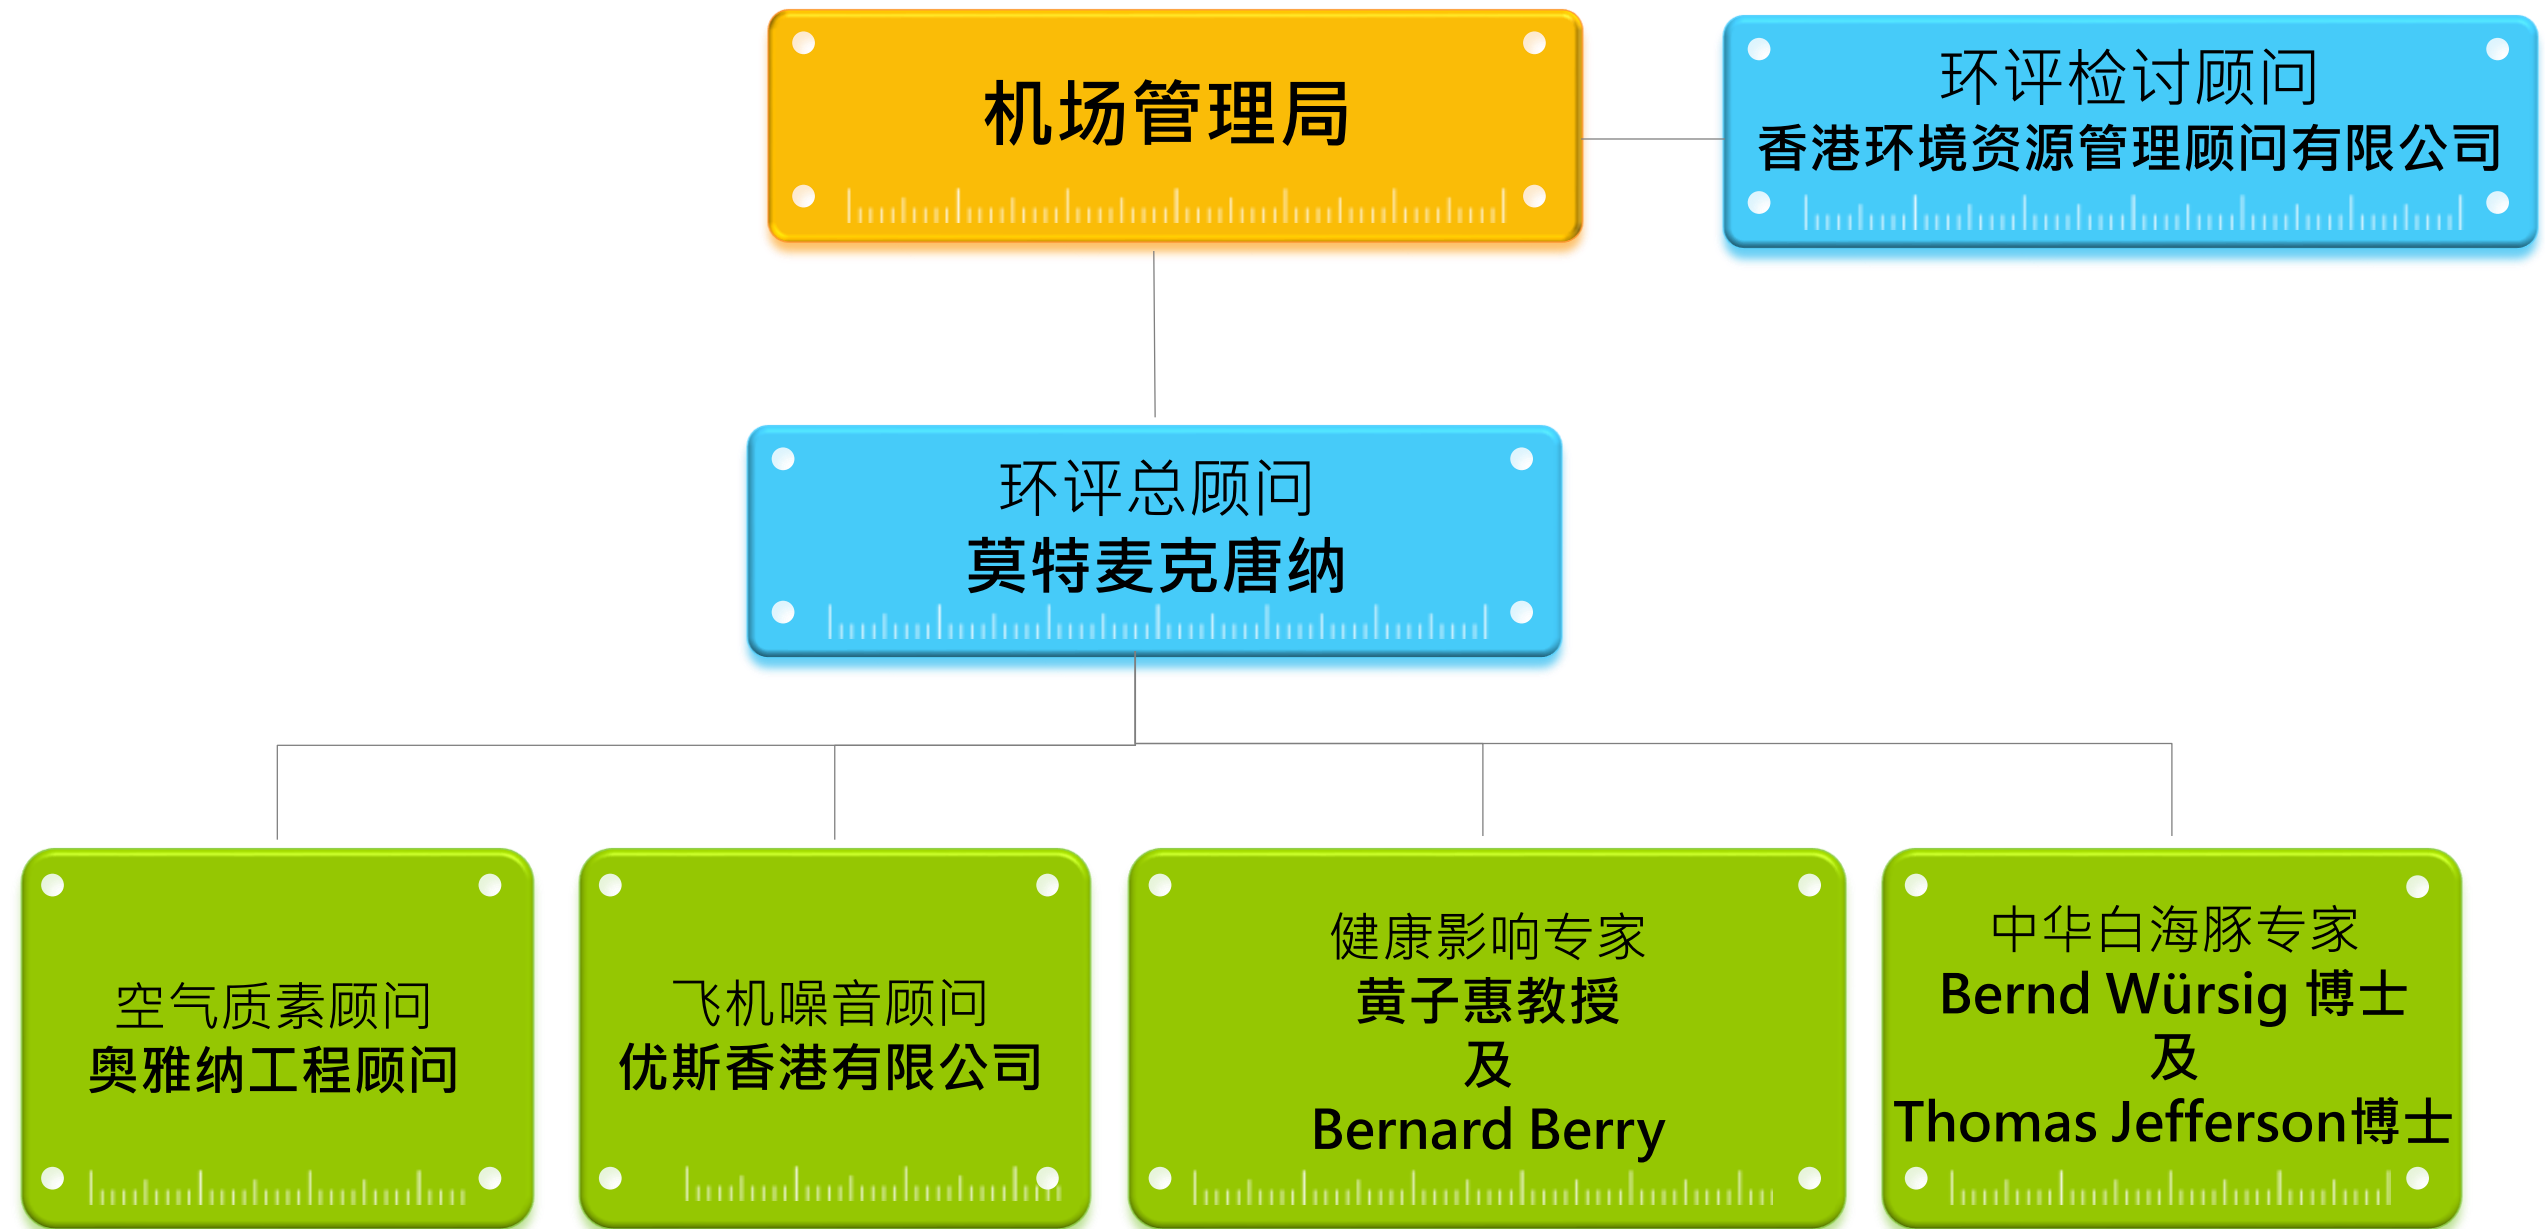 机场管理局
环评检讨顾问
香港环境资源管理顾问有限公司
环评总顾问
莫特麦克唐纳
空气质素顾问
奥雅纳工程顾问
飞机噪音顾问
优斯香港有限公司
健康影响专家
黄子惠教授
及
Bernard Berry
中华白海豚专家
Bernd Würsig 博士
及
Thomas Jefferson博士